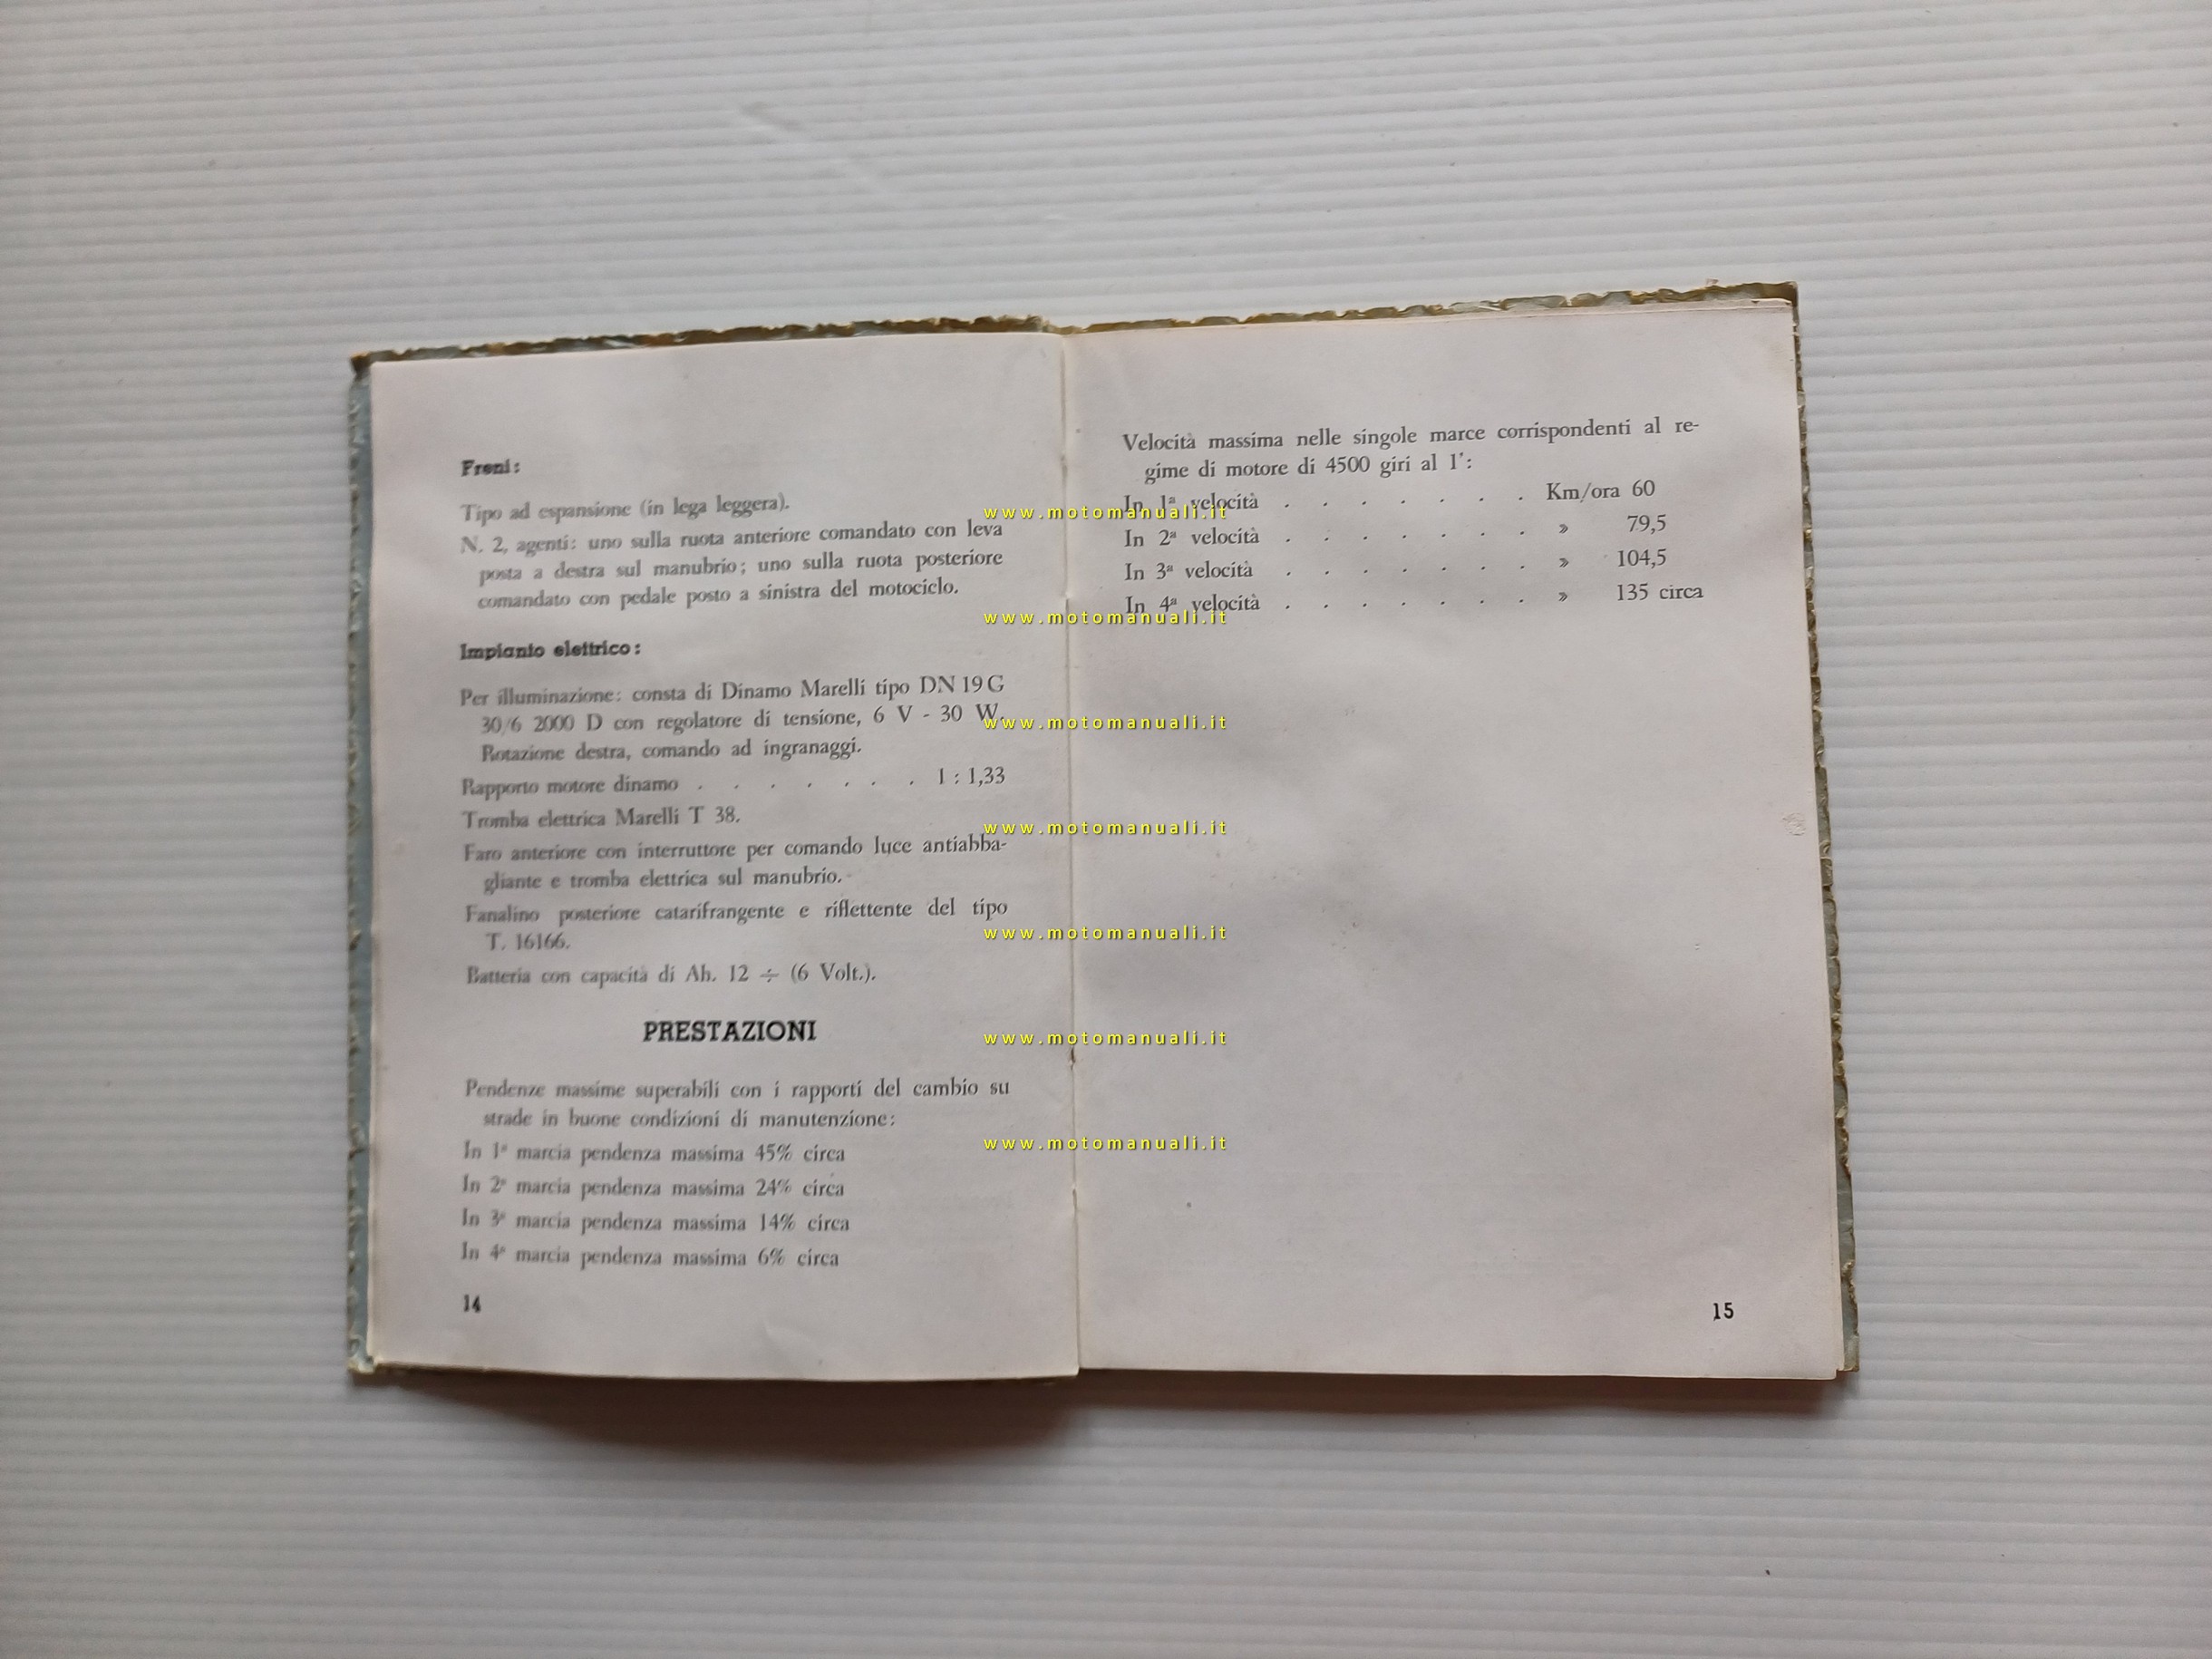 Freni:
Tipo ad espansione (in lega leggera).
N. 2, agenti: uno sulla ruota anteriore comandato con leva
posta a destra sul manubrio; uno sulla ruota posteriore
comandato con pedale posto a sinistra del motociclo.
Impianto elettrico:
Per illuminazione: consta di Dinamo Marelli tipo DN 19 G
30/6 2000 D con regolatore di tensione, 6 V - 30 W.
Rotazione destra, comando ad ingranaggi.
Rapporto motore dinamo . . . . . . . 1 : 1,33
Tromba elettrica Marelli T 38.
Faro anteriore con interruttore per comando luce antiabba-
gliante e tromba elettrica sul manubrio.
Fanalino posteriore catarifrangente e riflettente del tipo
T. 16166.
Batteria con capacità di Ah. 12 ÷ (6 Volt.).
PRESTAZIONI
Pendenze massime superabili con i rapporti del cambio su
strade in buone condizioni di manutenzione:
In 1ª marcia pendenza massima 45% circa
In 2ª marcia pendenza massima 24% circa
In 3ª marcia pendenza massima 14% circa
In 4ª marcia pendenza massima 6% circa
14
Velocità massima nelle singole marce corrispondenti al re-
gime di motore di 4500 giri al 1':
In 1ª velocità . . . . . . . Km/ora 60
In 2ª velocità . . . . . . . » 79,5
In 3ª velocità . . . . . . . » 104,5
In 4ª velocità . . . . . . . » 135 circa
15
www.motomanuali.it
www.motomanuali.it
www.motomanuali.it
www.motomanuali.it
www.motomanuali.it
www.motomanuali.it
www.motomanuali.it